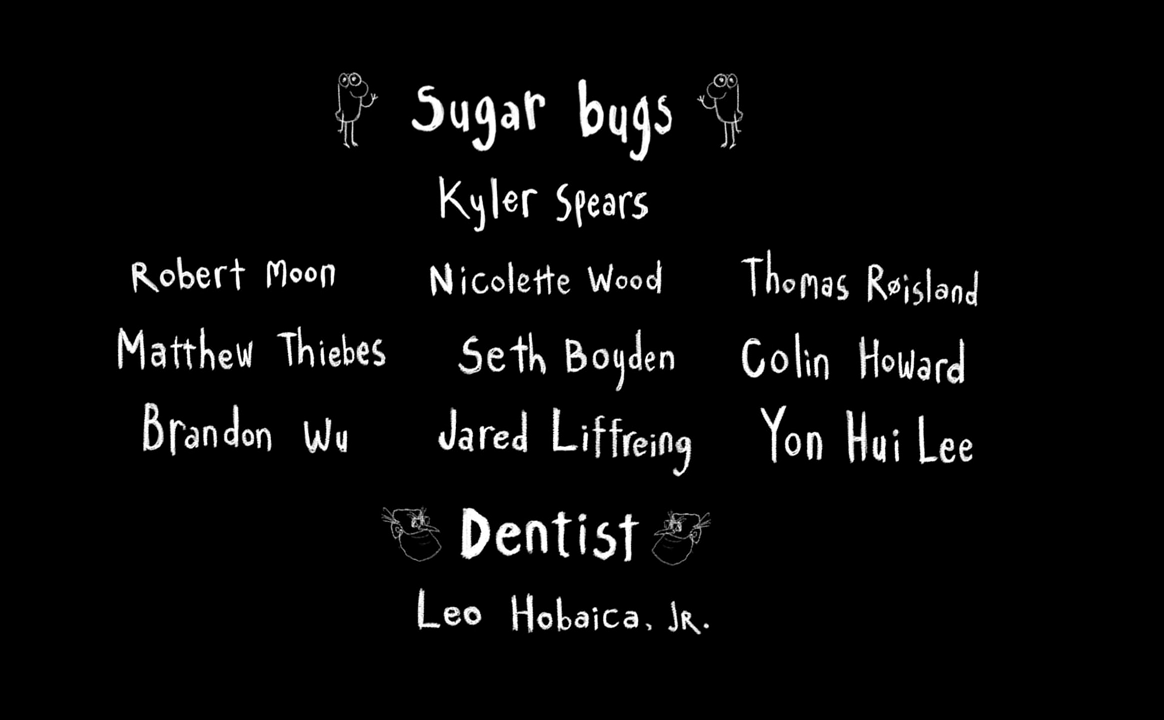 Sugar bugs
Kyler Spears
Robert Moon Nicolette Wood Thomas Røisland
Matthew Thiebes Seth Boyden Colin Howard
Brandon Wu Jared Liffreing Yon Hui Lee
Dentist
Leo Hobaica, JR.